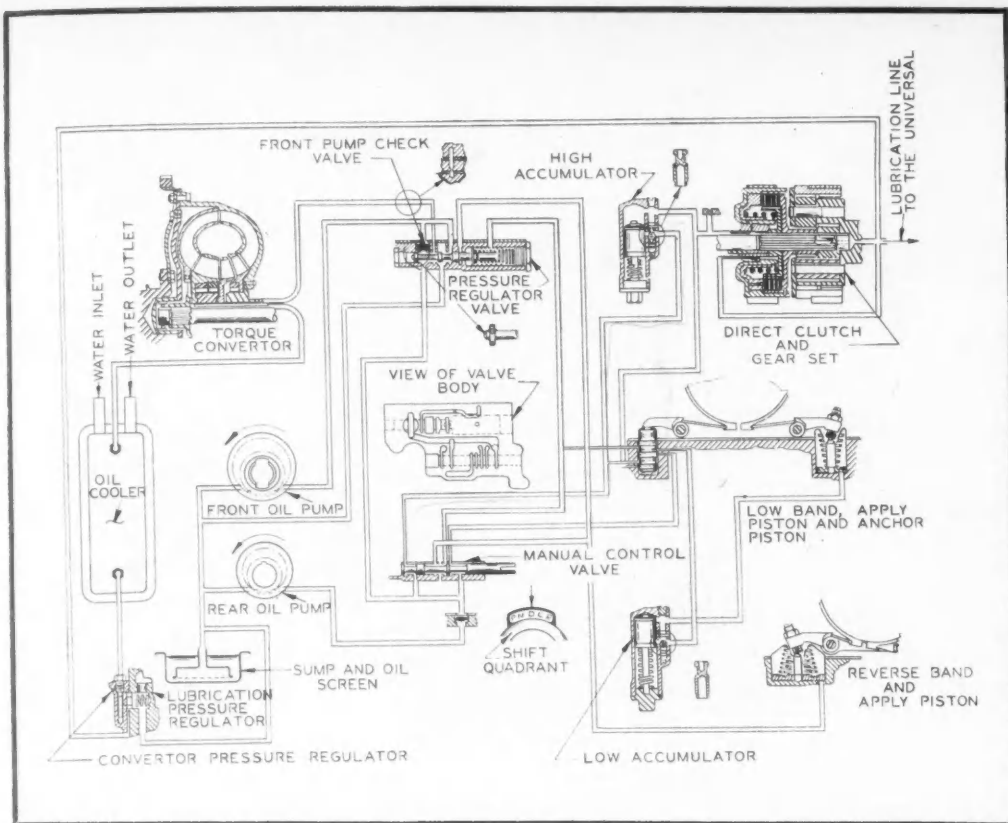 FRONT PUMP CHECK
VALVE
HIGH
ACCUMULATOR
LUBRICATION LINE
TO THE UNIVERSAL
WATER INLET
WATER OUTLET
TORQUE
CONVERTOR
PRESSURE
REGULATOR
VALVE
DIRECT CLUTCH
AND
GEAR SET
VIEW OF VALVE
BODY
OIL
COOLER
FRONT OIL PUMP
LOW BAND, APPLY
PISTON AND ANCHOR
PISTON
MANUAL CONTROL
VALVE
REAR OIL PUMP
PNDLR
SHIFT
QUADRANT
SUMP AND OIL
SCREEN
LUBRICATION
PRESSURE
REGULATOR
REVERSE BAND
AND
APPLY PISTON
CONVERTOR PRESSURE REGULATOR
LOW ACCUMULATOR